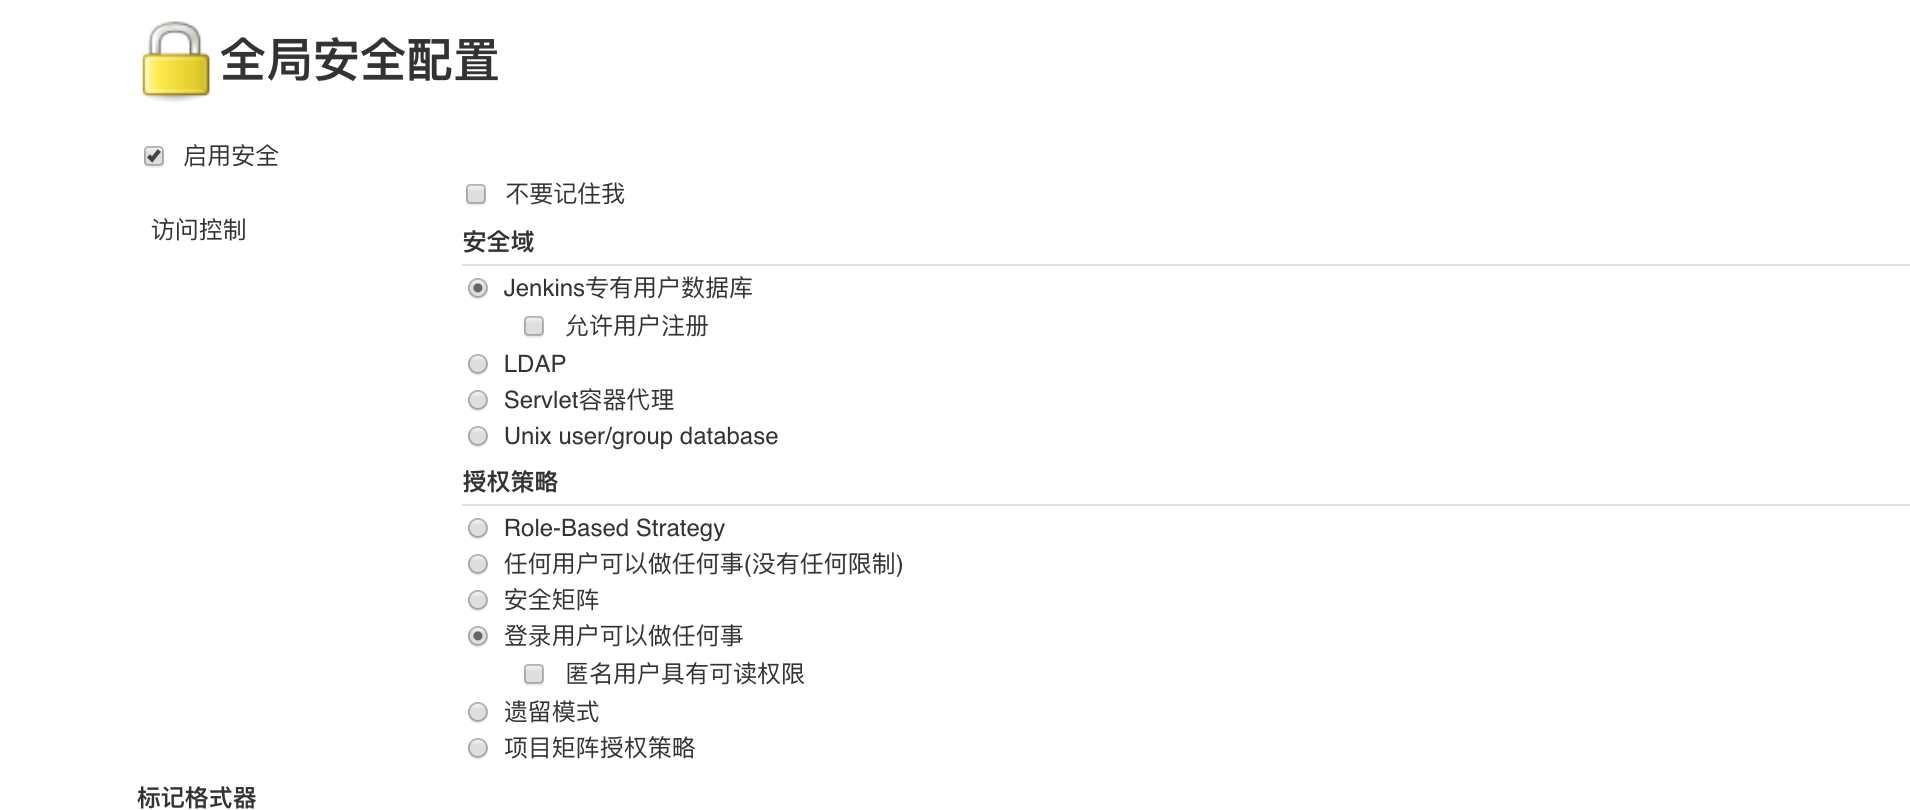 全局安全配置
启用安全
不要记住我
访问控制
安全域
Jenkins专有用户数据库
允许用户注册
LDAP
Servlet容器代理
Unix user/group database
授权策略
Role-Based Strategy
任何用户可以做任何事(没有任何限制)
安全矩阵
登录用户可以做任何事
匿名用户具有可读权限
遗留模式
项目矩阵授权策略
标记格式器